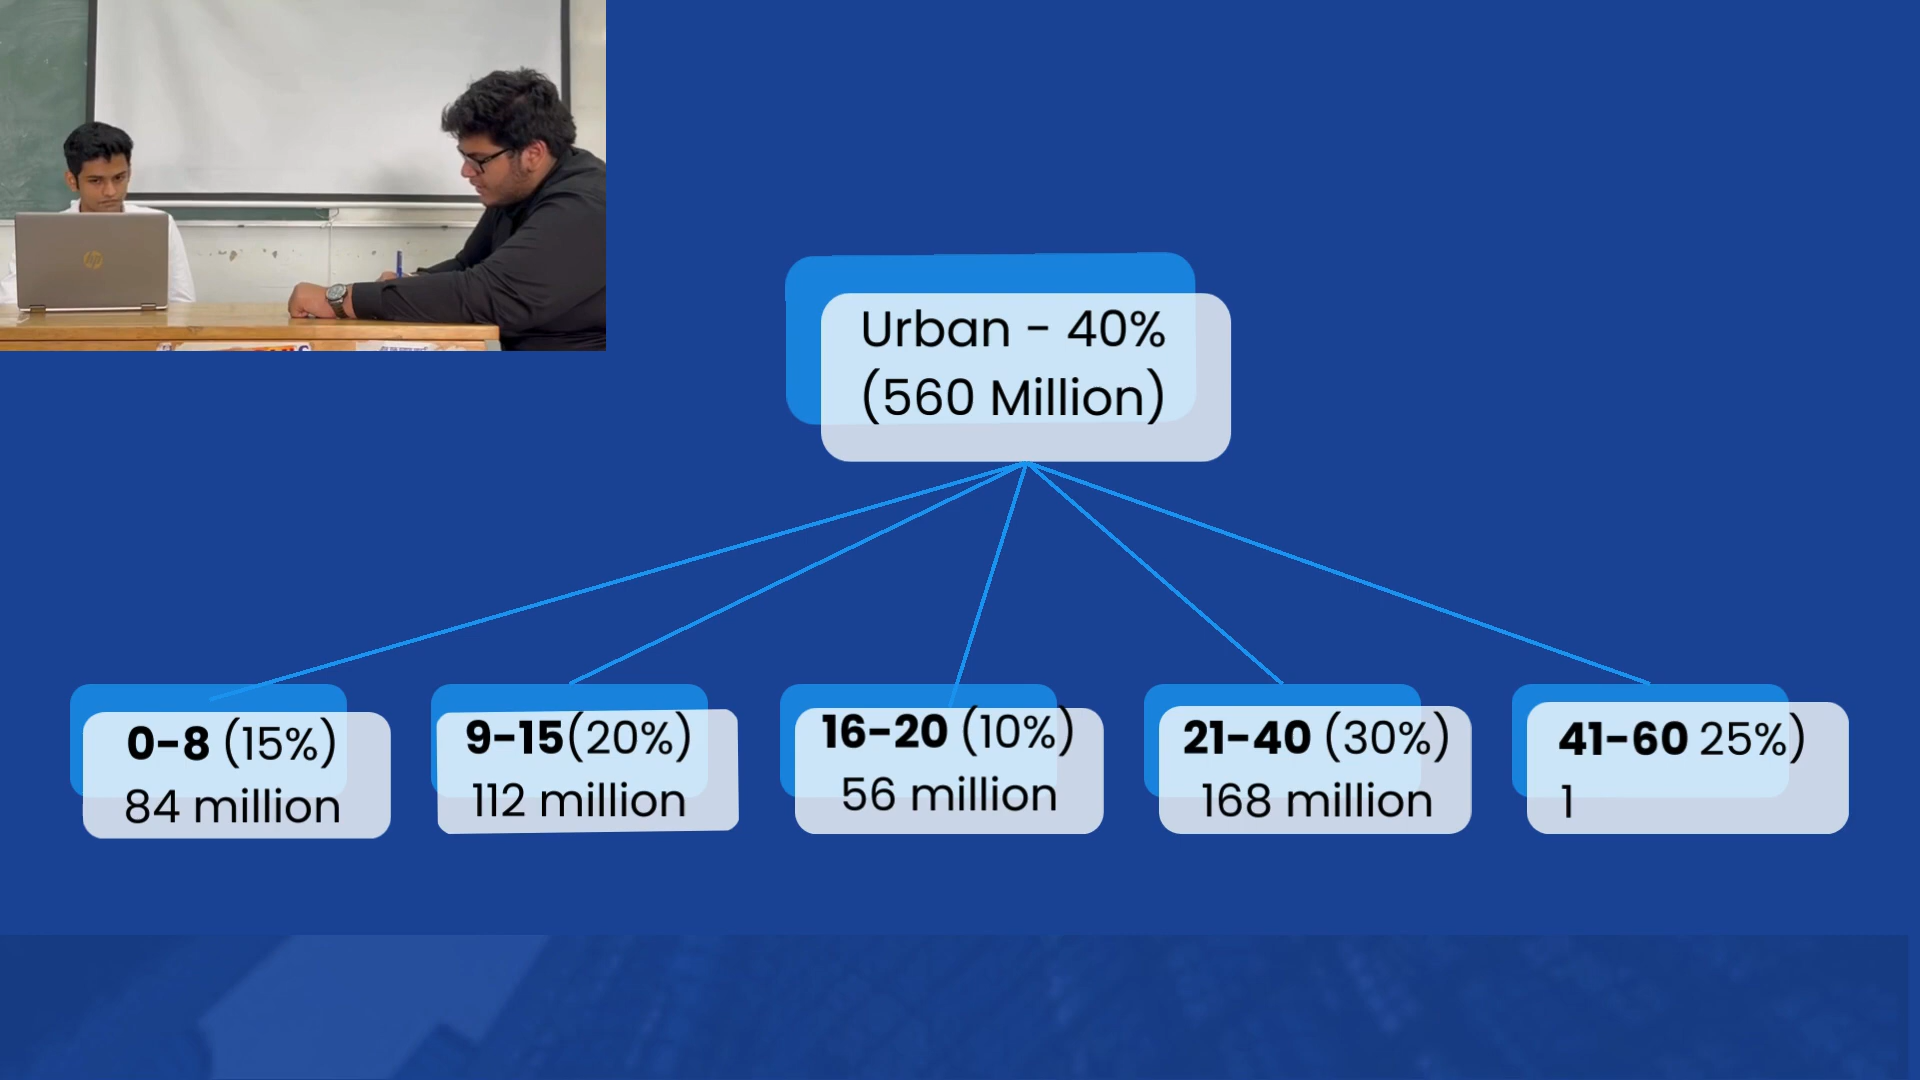 hp
Urban - 40%
(560 Million)
0-8 (15%)
84 million
9-15(20%)
112 million
16-20 (10%)
56 million
21-40 (30%)
168 million
41-60 25%)
1